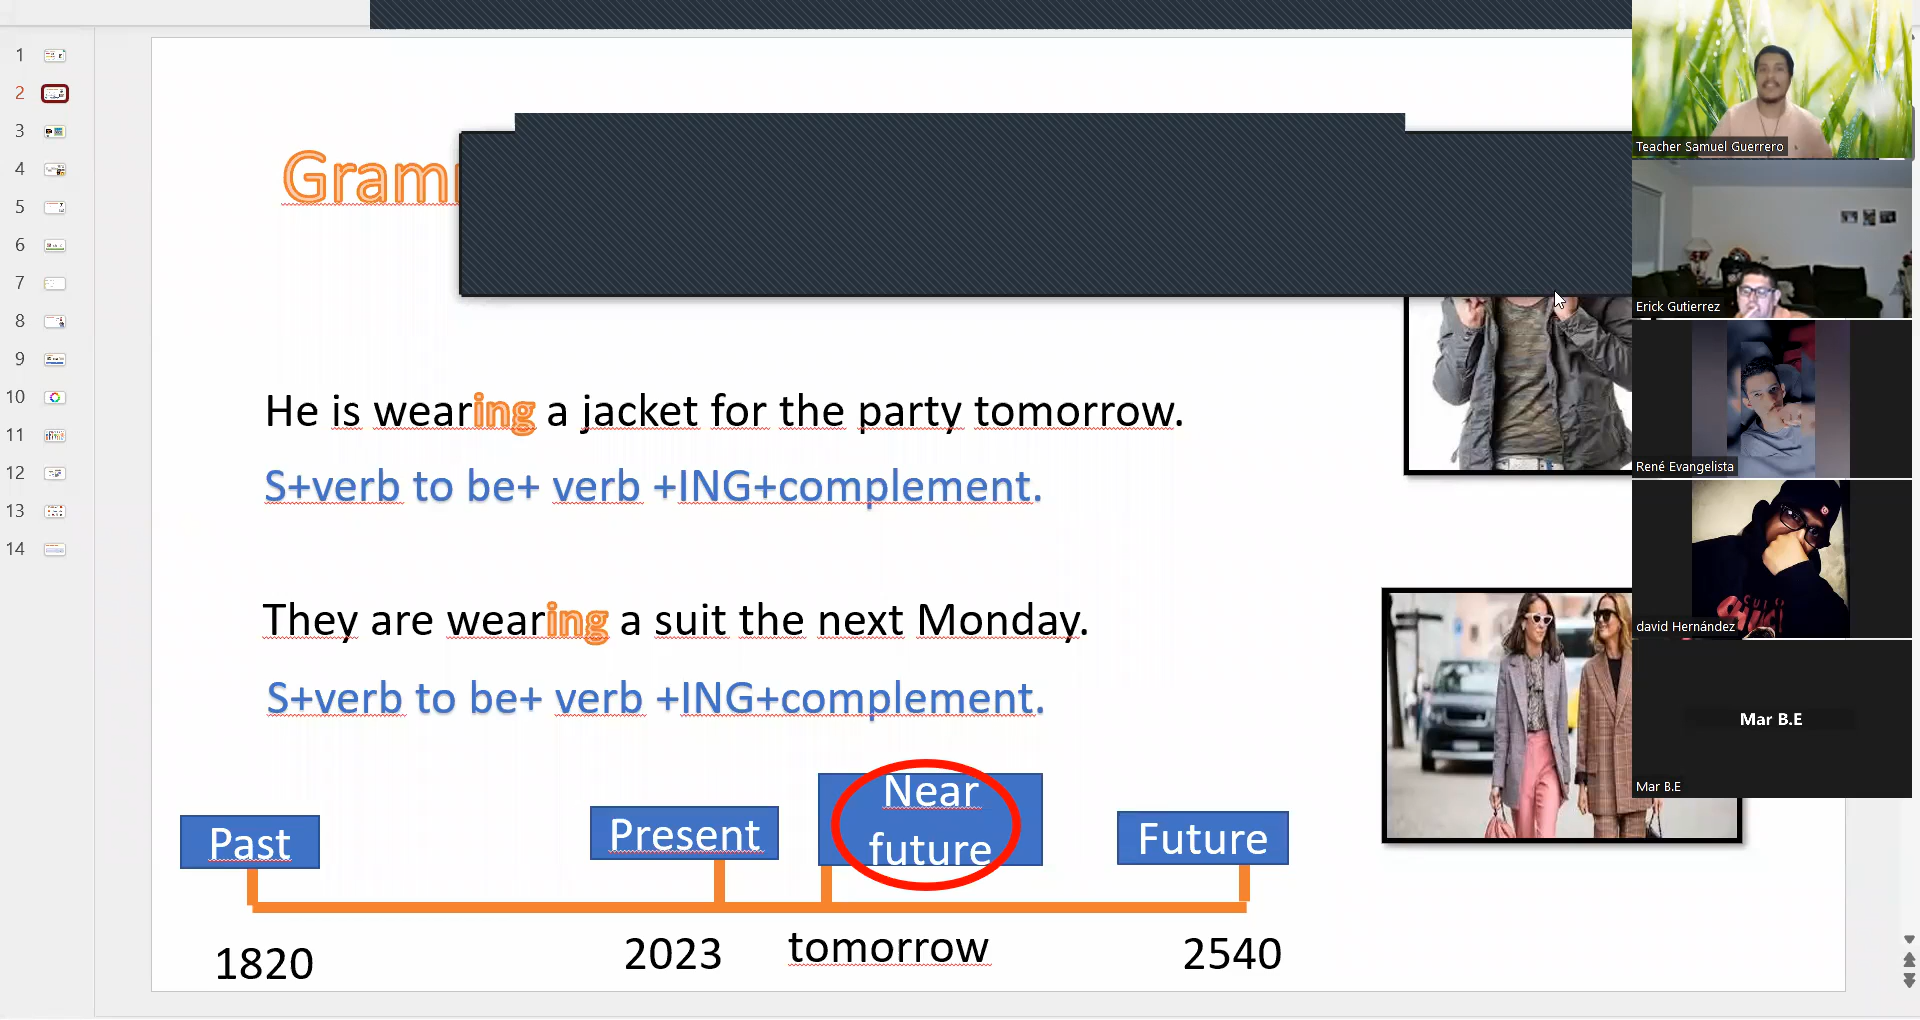 1
2
3
4
5
6
7
8
9
10
11
12
13
14
He is wearing a jacket for the party tomorrow.
S+verb to be+ verb +ING+complement.
They are wearing a suit the next Monday.
S+verb to be+ verb +ING+complement.
Past
Present
Near
future
Future
1820
2023
tomorrow
2540
Teacher Samuel Guerrero
Erick Gutierrez
René Evangelista
david Hernández
Mar B.E
Mar B.E